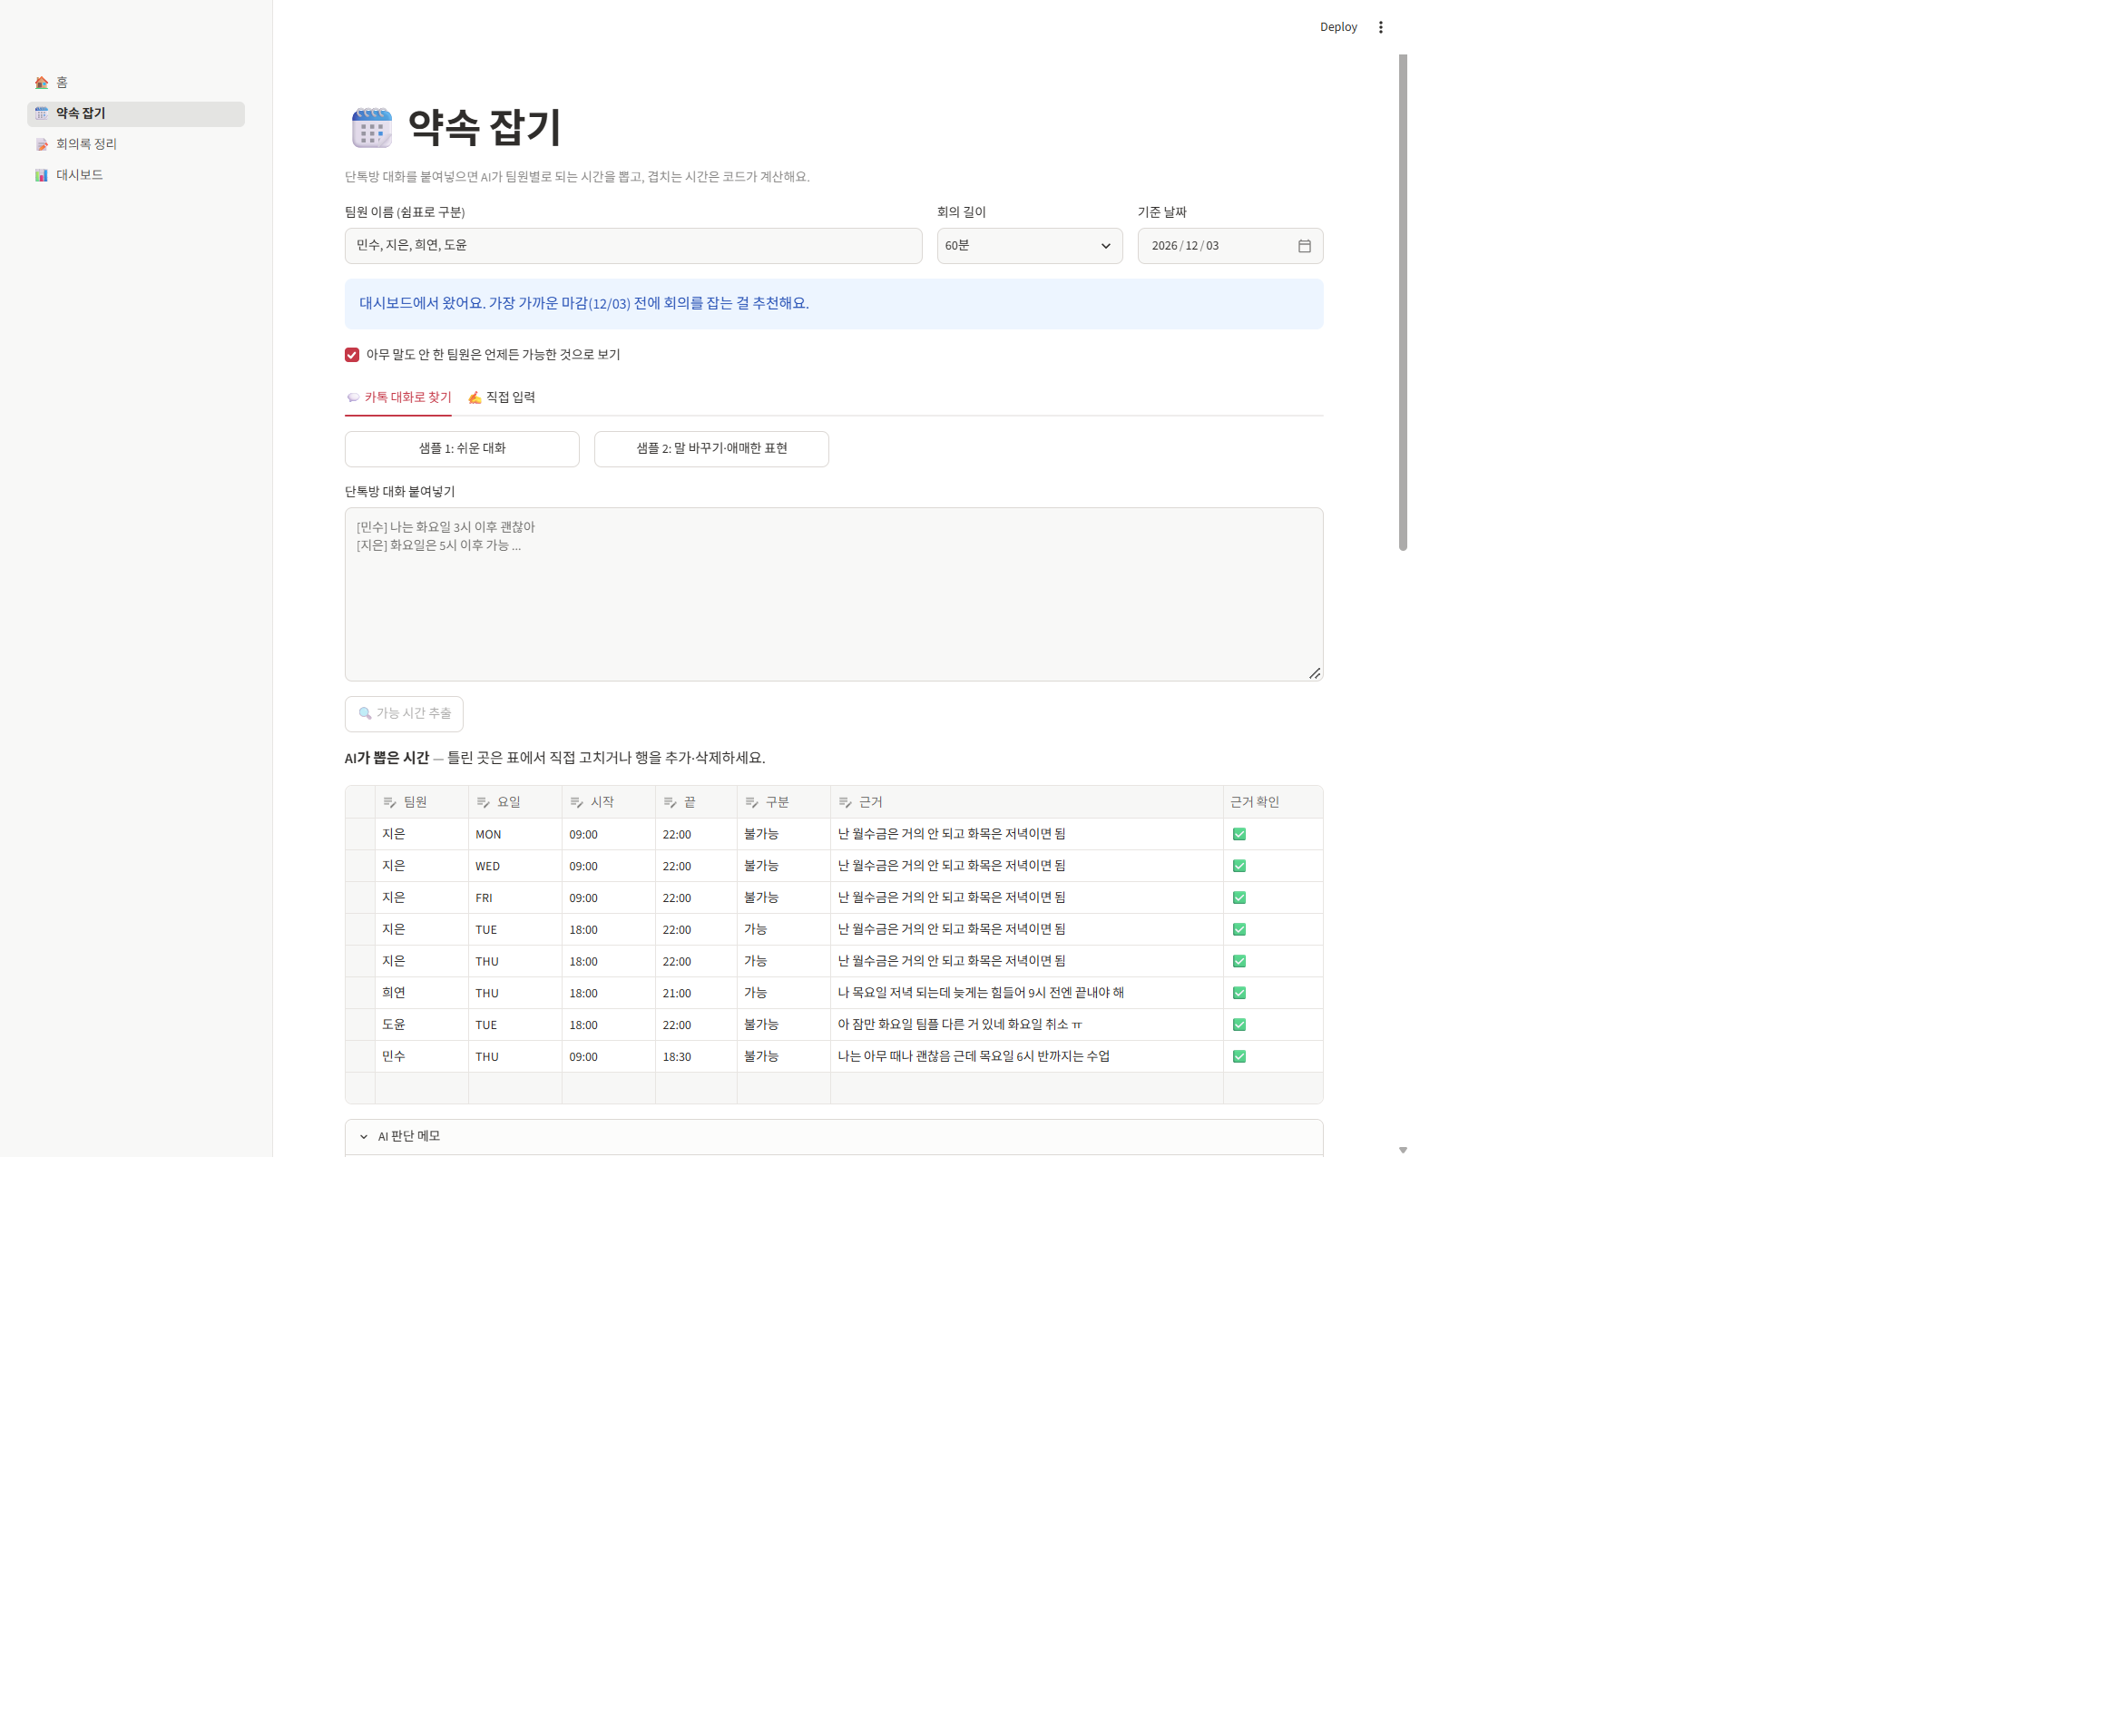 Deploy
홈
약속 잡기
회의록 정리
대시보드
약속 잡기
단톡방 대화를 붙여넣으면 AI가 팀원별로 되는 시간을 뽑고, 겹치는 시간은 코드가 계산해요.
팀원 이름 (쉼표로 구분) 회의 길이 기준 날짜
민수, 지은, 희연, 도윤 60분 2026 / 12 / 03
대시보드에서 왔어요. 가장 가까운 마감(12/03) 전에 회의를 잡는 걸 추천해요.
아무 말도 안 한 팀원은 언제든 가능한 것으로 보기
카톡 대화로 찾기 직접 입력
샘플 1: 쉬운 대화 샘플 2: 말 바꾸기·애매한 표현
단톡방 대화 붙여넣기
[민수] 나는 화요일 3시 이후 괜찮아
[지은] 화요일은 5시 이후 가능 ...
가능 시간 추출
AI가 뽑은 시간 — 틀린 곳은 표에서 직접 고치거나 행을 추가·삭제하세요.
팀원 요일 시작 끝 구분 근거 근거 확인
지은 MON 09:00 22:00 불가능 난 월수금은 거의 안 되고 화목은 저녁이면 됨
지은 WED 09:00 22:00 불가능 난 월수금은 거의 안 되고 화목은 저녁이면 됨
지은 FRI 09:00 22:00 불가능 난 월수금은 거의 안 되고 화목은 저녁이면 됨
지은 TUE 18:00 22:00 가능 난 월수금은 거의 안 되고 화목은 저녁이면 됨
지은 THU 18:00 22:00 가능 난 월수금은 거의 안 되고 화목은 저녁이면 됨
희연 THU 18:00 21:00 가능 나 목요일 저녁 되는데 늦게는 힘들어 9시 전엔 끝내야 해
도윤 TUE 18:00 22:00 불가능 아 잠만 화요일 팀플 다른 거 있네 화요일 취소 ㅠ
민수 THU 09:00 18:30 불가능 나는 아무 때나 괜찮음 근데 목요일 6시 반까지는 수업
AI 판단 메모